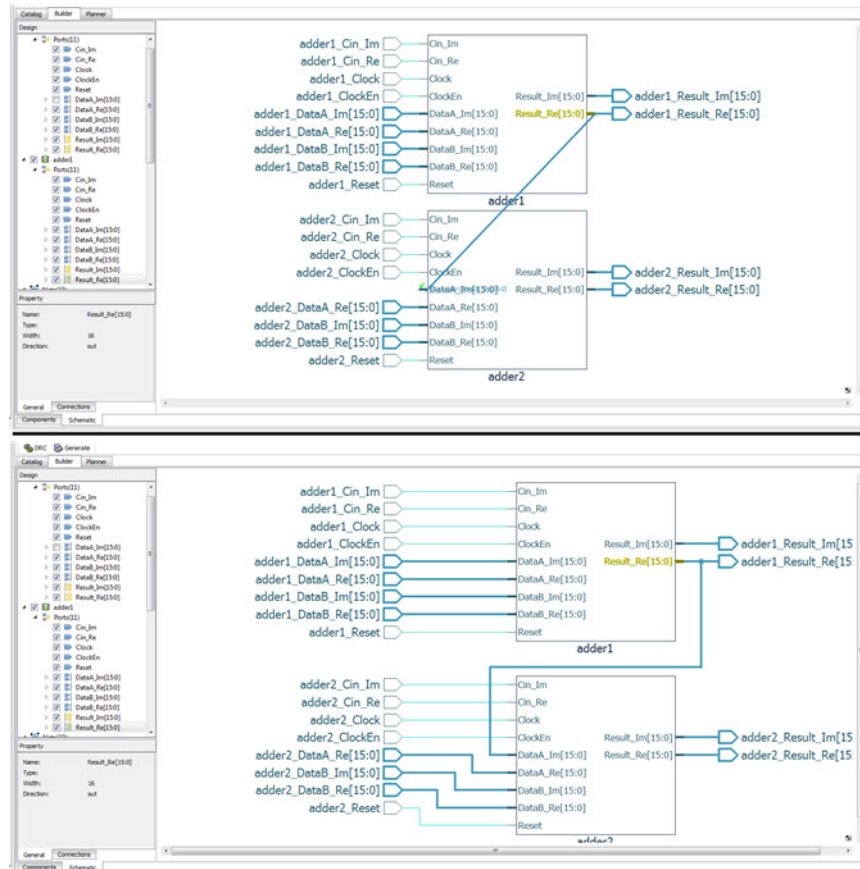 Catalog Builder Planner
Design
Ports(11)
Cin_Im
Cin_Re
Clock
ClockEn
Reset
DataA_Im[15:0]
DataA_Re[15:0]
DataB_Im[15:0]
DataB_Re[15:0]
Result_Im[15:0]
Result_Re[15:0]
adder1
Ports(11)
Cin_Im
Cin_Re
Clock
ClockEn
Reset
DataA_Im[15:0]
DataA_Re[15:0]
DataB_Im[15:0]
DataB_Re[15:0]
Result_Im[15:0]
Result_Re[15:0]
Property
Name: Result_Re[15:0]
Type:
Width: 16
Direction: out
General Connections
Components Schematic
adder1_Cin_Im Cin_Im
adder1_Cin_Re Cin_Re
adder1_Clock Clock
adder1_ClockEn ClockEn Result_Im[15:0] adder1_Result_Im[15:0]
adder1_DataA_Im[15:0] DataA_Im[15:0] Result_Re[15:0] adder1_Result_Re[15:0]
adder1_DataA_Re[15:0] DataA_Re[15:0]
adder1_DataB_Im[15:0] DataB_Im[15:0]
adder1_DataB_Re[15:0] DataB_Re[15:0]
adder1_Reset Reset
adder1
adder2_Cin_Im Cin_Im
adder2_Cin_Re Cin_Re
adder2_Clock Clock
adder2_ClockEn ClockEn Result_Im[15:0] adder2_Result_Im[15:0]
DataA_Im[15:0] Result_Re[15:0] adder2_Result_Re[15:0]
adder2_DataA_Re[15:0] DataA_Re[15:0]
adder2_DataB_Im[15:0] DataB_Im[15:0]
adder2_DataB_Re[15:0] DataB_Re[15:0]
adder2_Reset Reset
adder2
DRC Generate
Catalog Builder Planner
Design
Ports(11)
Cin_Im
Cin_Re
Clock
ClockEn
Reset
DataA_Im[15:0]
DataA_Re[15:0]
DataB_Im[15:0]
DataB_Re[15:0]
Result_Im[15:0]
Result_Re[15:0]
adder1
Ports(11)
Cin_Im
Cin_Re
Clock
ClockEn
Reset
DataA_Im[15:0]
DataA_Re[15:0]
DataB_Im[15:0]
DataB_Re[15:0]
Result_Im[15:0]
Result_Re[15:0]
Property
Name: Result_Re[15:0]
Type:
Width: 16
Direction: out
General Connections
Components Schematic
adder1_Cin_Im Cin_Im
adder1_Cin_Re Cin_Re
adder1_Clock Clock
adder1_ClockEn ClockEn Result_Im[15:0] adder1_Result_Im[15
adder1_DataA_Im[15:0] DataA_Im[15:0] Result_Re[15:0] adder1_Result_Re[15
adder1_DataA_Re[15:0] DataA_Re[15:0]
adder1_DataB_Im[15:0] DataB_Im[15:0]
adder1_DataB_Re[15:0] DataB_Re[15:0]
adder1_Reset Reset
adder1
adder2_Cin_Im Cin_Im
adder2_Cin_Re Cin_Re
adder2_Clock Clock
adder2_ClockEn ClockEn Result_Im[15:0] adder2_Result_Im[15
adder2_DataA_Re[15:0] DataA_Im[15:0] Result_Re[15:0] adder2_Result_Re[15:
adder2_DataB_Im[15:0] DataA_Re[15:0]
adder2_DataB_Re[15:0] DataB_Im[15:0]
adder2_Reset DataB_Re[15:0]
Reset
adder2